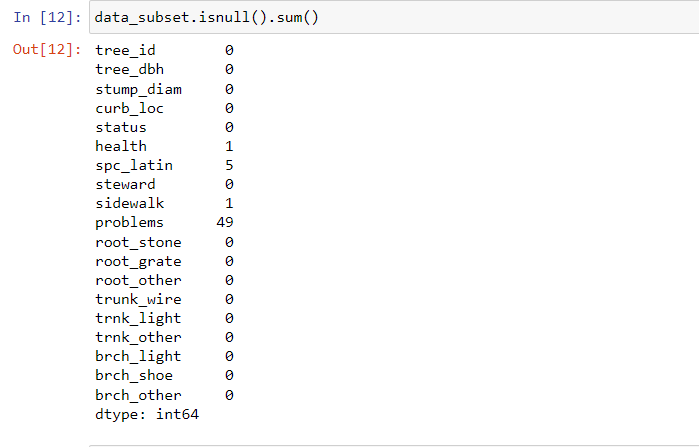 In [12]: data_subset.isnull().sum()
Out[12]: tree_id 0
tree_dbh 0
stump_diam 0
curb_loc 0
status 0
health 1
spc_latin 5
steward 0
sidewalk 1
problems 49
root_stone 0
root_grate 0
root_other 0
trunk_wire 0
trnk_light 0
trnk_other 0
brch_light 0
brch_shoe 0
brch_other 0
dtype: int64